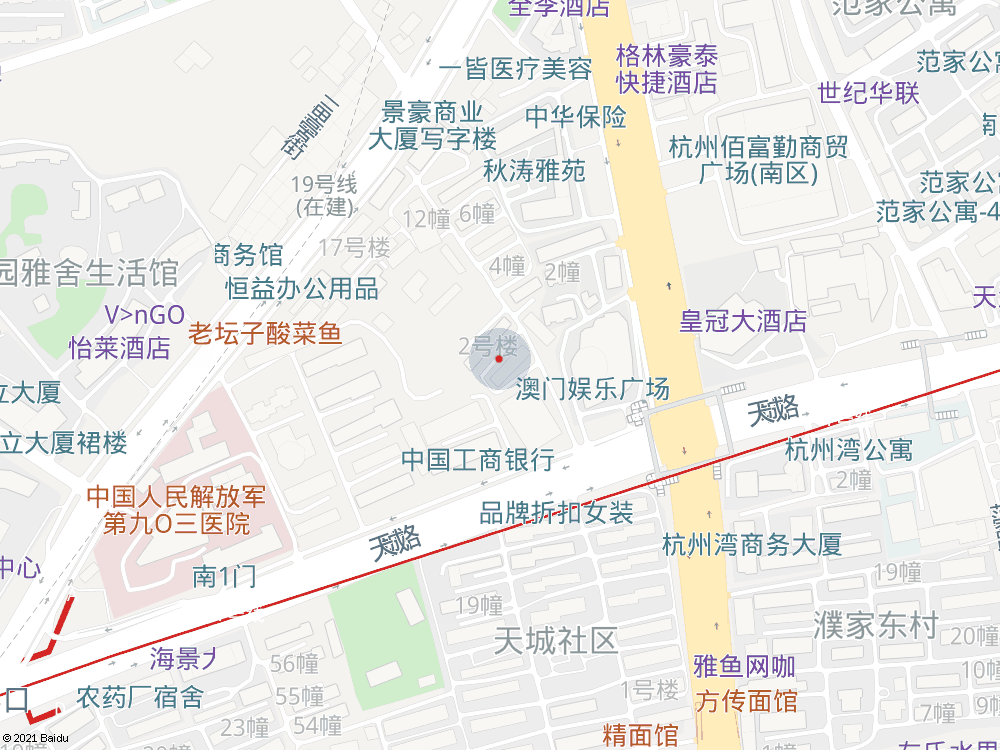 全季酒店
范家公寓
一皆医疗美容
格林豪泰
快捷酒店
范家公寓
世纪华联
景豪商业
大厦写字楼
中华保险
杭州佰富勤商贸
广场(南区)
秋涛雅苑
19号线
(在建)
范家公寓-4
12幢
6幢
17号楼
商务馆
园雅舍生活馆
4幢
2幢
恒益办公用品
V>nGO
怡莱酒店
老坛子酸菜鱼
皇冠大酒店
2号楼
立大厦
澳门娱乐广场
天城路
立大厦裙楼
中国工商银行
杭州湾公寓
2幢
中国人民解放军
第九O三医院
品牌折扣女装
天城路
杭州湾商务大厦
中心
南1门
19幢
19幢
天城社区
濮家东村
20幢
海景
56幢
雅鱼网咖
10幢
口
农药厂宿舍
55幢
1号楼
方传面馆
7幢
9幢
23幢
54幢
精面馆
© 2021 Baidu